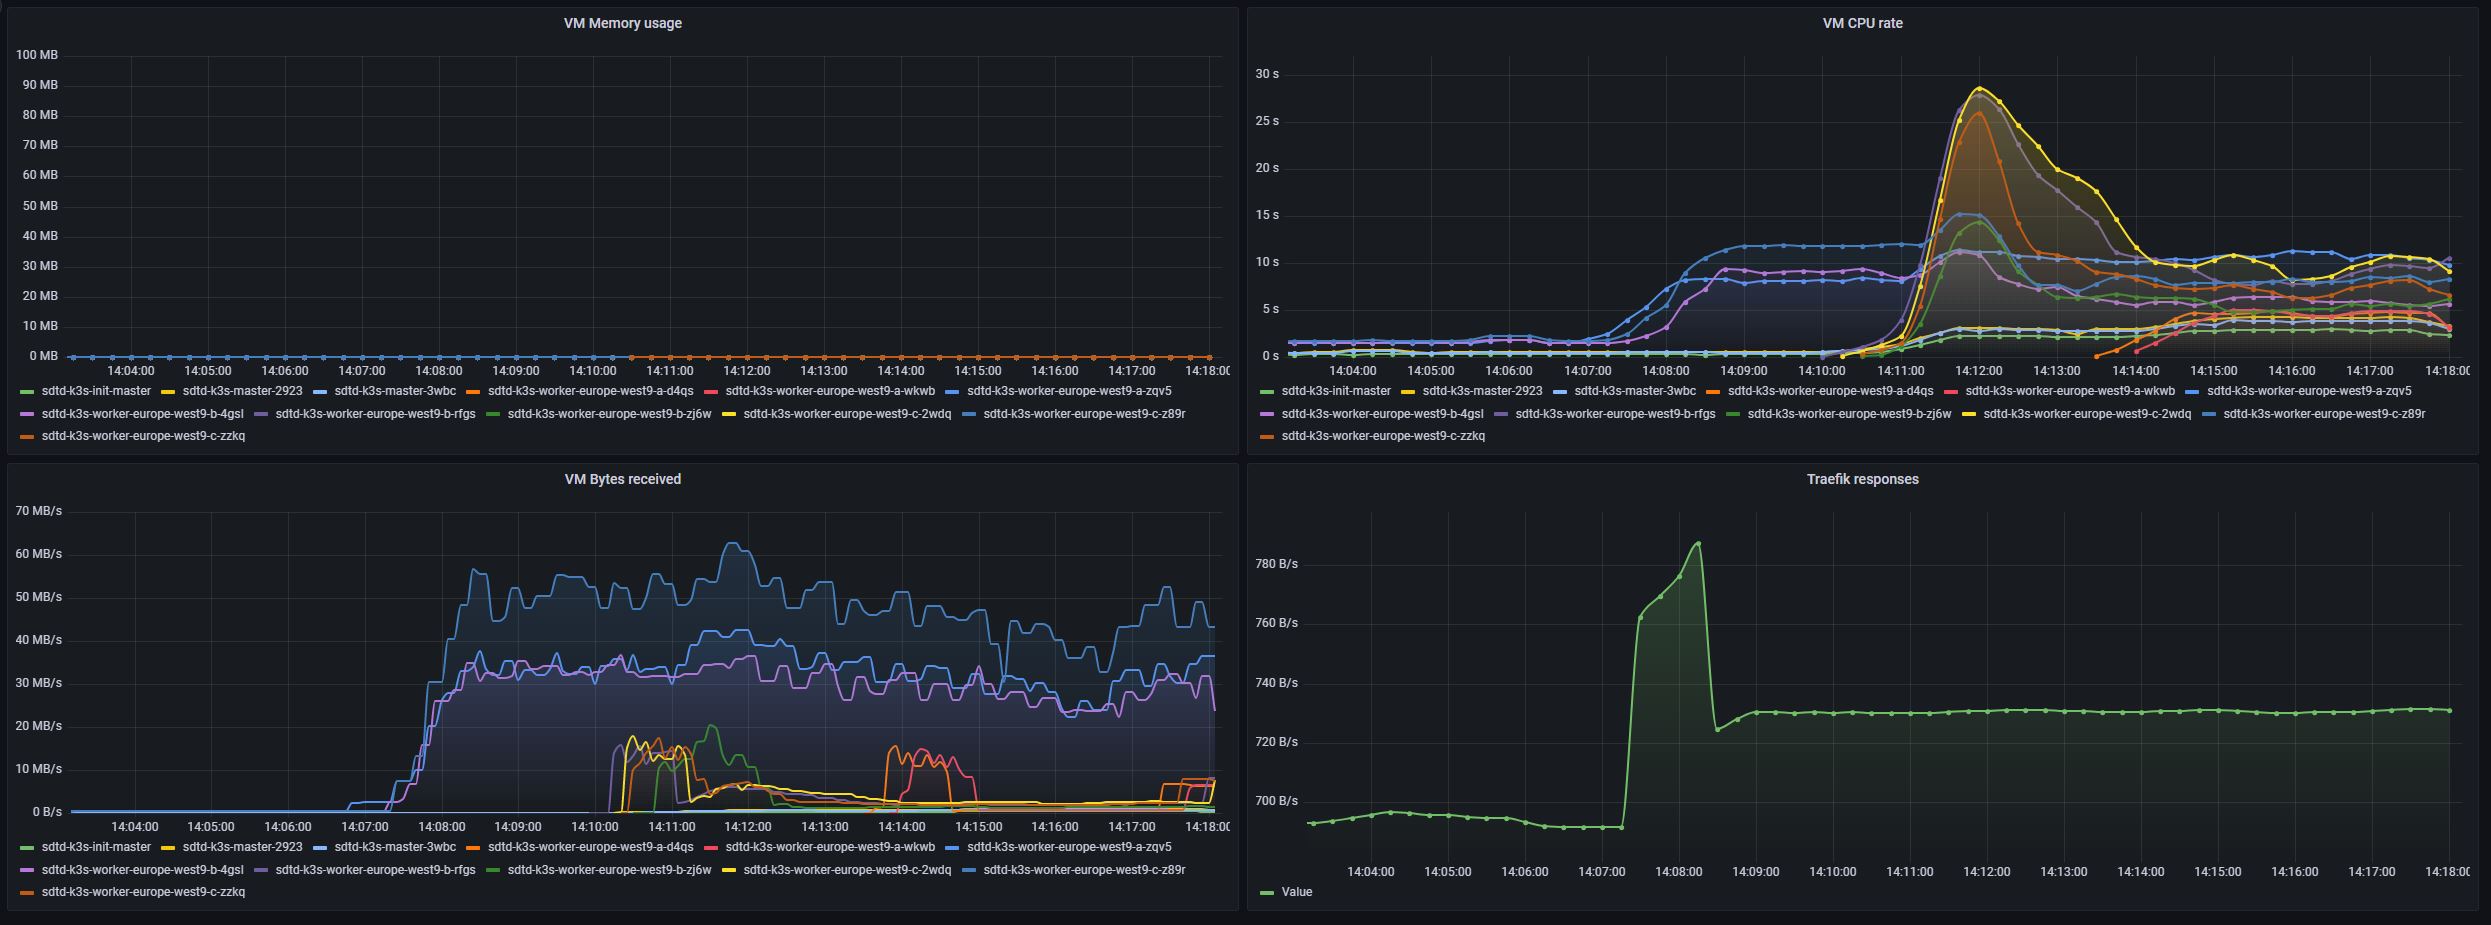 VM Memory usage
100 MB
90 MB
80 MB
70 MB
60 MB
50 MB
40 MB
30 MB
20 MB
10 MB
0 MB
14:04:00 14:05:00 14:06:00 14:07:00 14:08:00 14:09:00 14:10:00 14:11:00 14:12:00 14:13:00 14:14:00 14:15:00 14:16:00 14:17:00 14:18:00
sdtd-k3s-init-master sdtd-k3s-master-2923 sdtd-k3s-master-3wbc sdtd-k3s-worker-europe-west9-a-d4qs sdtd-k3s-worker-europe-west9-a-wkwb sdtd-k3s-worker-europe-west9-a-zqv5
sdtd-k3s-worker-europe-west9-b-4gsl sdtd-k3s-worker-europe-west9-b-rfgs sdtd-k3s-worker-europe-west9-b-zj6w sdtd-k3s-worker-europe-west9-c-2wdq sdtd-k3s-worker-europe-west9-c-z89r
sdtd-k3s-worker-europe-west9-c-zzkq
VM CPU rate
30 s
25 s
20 s
15 s
10 s
5 s
0 s
14:04:00 14:05:00 14:06:00 14:07:00 14:08:00 14:09:00 14:10:00 14:11:00 14:12:00 14:13:00 14:14:00 14:15:00 14:16:00 14:17:00 14:18:00
sdtd-k3s-init-master sdtd-k3s-master-2923 sdtd-k3s-master-3wbc sdtd-k3s-worker-europe-west9-a-d4qs sdtd-k3s-worker-europe-west9-a-wkwb sdtd-k3s-worker-europe-west9-a-zqv5
sdtd-k3s-worker-europe-west9-b-4gsl sdtd-k3s-worker-europe-west9-b-rfgs sdtd-k3s-worker-europe-west9-b-zj6w sdtd-k3s-worker-europe-west9-c-2wdq sdtd-k3s-worker-europe-west9-c-z89r
sdtd-k3s-worker-europe-west9-c-zzkq
VM Bytes received
70 MB/s
60 MB/s
50 MB/s
40 MB/s
30 MB/s
20 MB/s
10 MB/s
0 B/s
14:04:00 14:05:00 14:06:00 14:07:00 14:08:00 14:09:00 14:10:00 14:11:00 14:12:00 14:13:00 14:14:00 14:15:00 14:16:00 14:17:00 14:18:00
sdtd-k3s-init-master sdtd-k3s-master-2923 sdtd-k3s-master-3wbc sdtd-k3s-worker-europe-west9-a-d4qs sdtd-k3s-worker-europe-west9-a-wkwb sdtd-k3s-worker-europe-west9-a-zqv5
sdtd-k3s-worker-europe-west9-b-4gsl sdtd-k3s-worker-europe-west9-b-rfgs sdtd-k3s-worker-europe-west9-b-zj6w sdtd-k3s-worker-europe-west9-c-2wdq sdtd-k3s-worker-europe-west9-c-z89r
sdtd-k3s-worker-europe-west9-c-zzkq
Traefik responses
780 B/s
760 B/s
740 B/s
720 B/s
700 B/s
14:04:00 14:05:00 14:06:00 14:07:00 14:08:00 14:09:00 14:10:00 14:11:00 14:12:00 14:13:00 14:14:00 14:15:00 14:16:00 14:17:00 14:18:00
Value